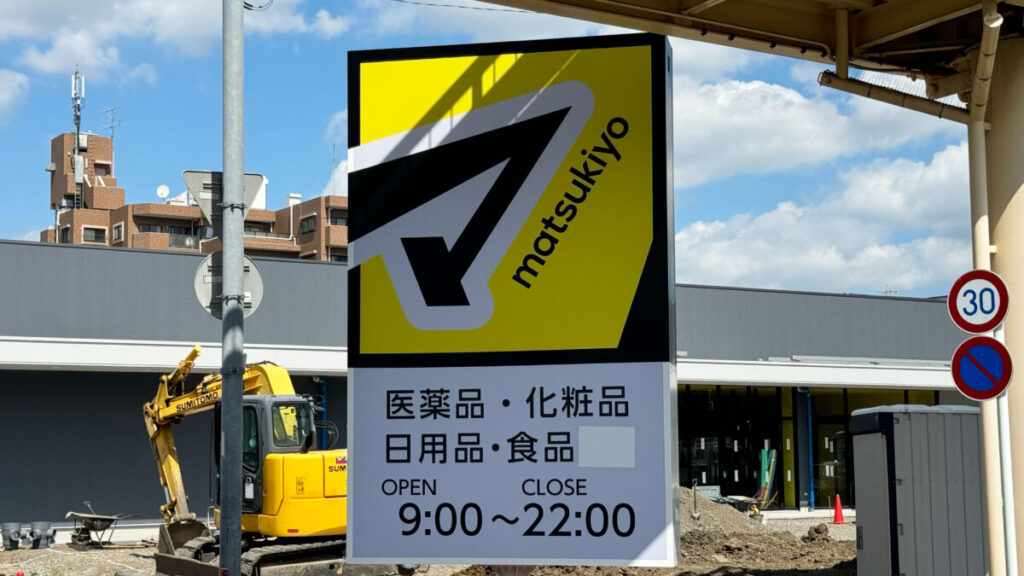 matsukiyo
医薬品・化粧品
日用品・食品
OPEN CLOSE
9:00～22:00
SUMITOMO
SUM
30